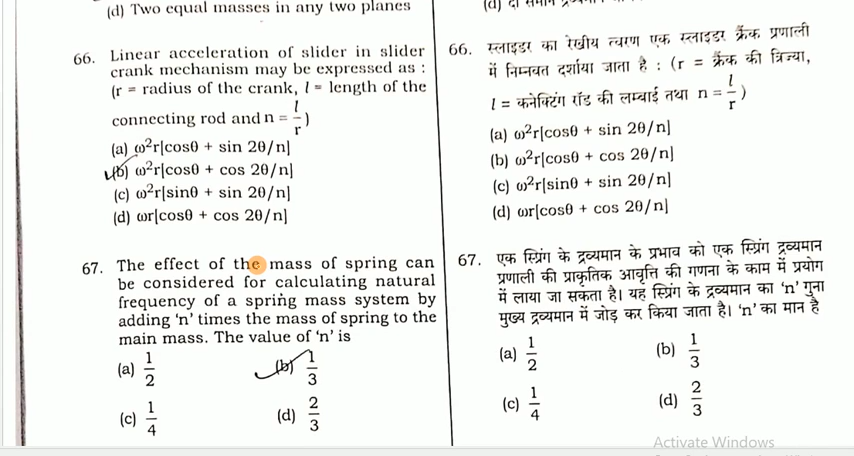 (d) Two equal masses in any two planes
66. Linear acceleration of slider in slider
crank mechanism may be expressed as :
(r = radius of the crank, l = length of the
connecting rod and n = l/r)
(a) ω²r[cosθ + sin 2θ/n]
(b) ω²r[cosθ + cos 2θ/n]
(c) ω²r[sinθ + sin 2θ/n]
(d) ωr[cosθ + cos 2θ/n]
67. The effect of the mass of spring can
be considered for calculating natural
frequency of a spring mass system by
adding 'n' times the mass of spring to the
main mass. The value of 'n' is
(a) 1/2 (b) 1/3
(c) 1/4 (d) 2/3
(d) दो समान
66. स्लाइडर का रेखीय त्वरण एक स्लाइडर क्रैंक प्रणाली
में निम्नवत दर्शाया जाता है : (r = क्रैंक की त्रिज्या,
l = कनेक्टिंग रॉड की लम्बाई तथा n = l/r)
(a) ω²r[cosθ + sin 2θ/n]
(b) ω²r[cosθ + cos 2θ/n]
(c) ω²r[sinθ + sin 2θ/n]
(d) ωr[cosθ + cos 2θ/n]
67. एक स्प्रिंग के द्रव्यमान के प्रभाव को एक स्प्रिंग द्रव्यमान
प्रणाली की प्राकृतिक आवृत्ति की गणना के काम में प्रयोग
में लाया जा सकता है। यह स्प्रिंग के द्रव्यमान का 'n' गुना
मुख्य द्रव्यमान में जोड़ कर किया जाता है। 'n' का मान है
(a) 1/2 (b) 1/3
(c) 1/4 (d) 2/3
Activate Windows